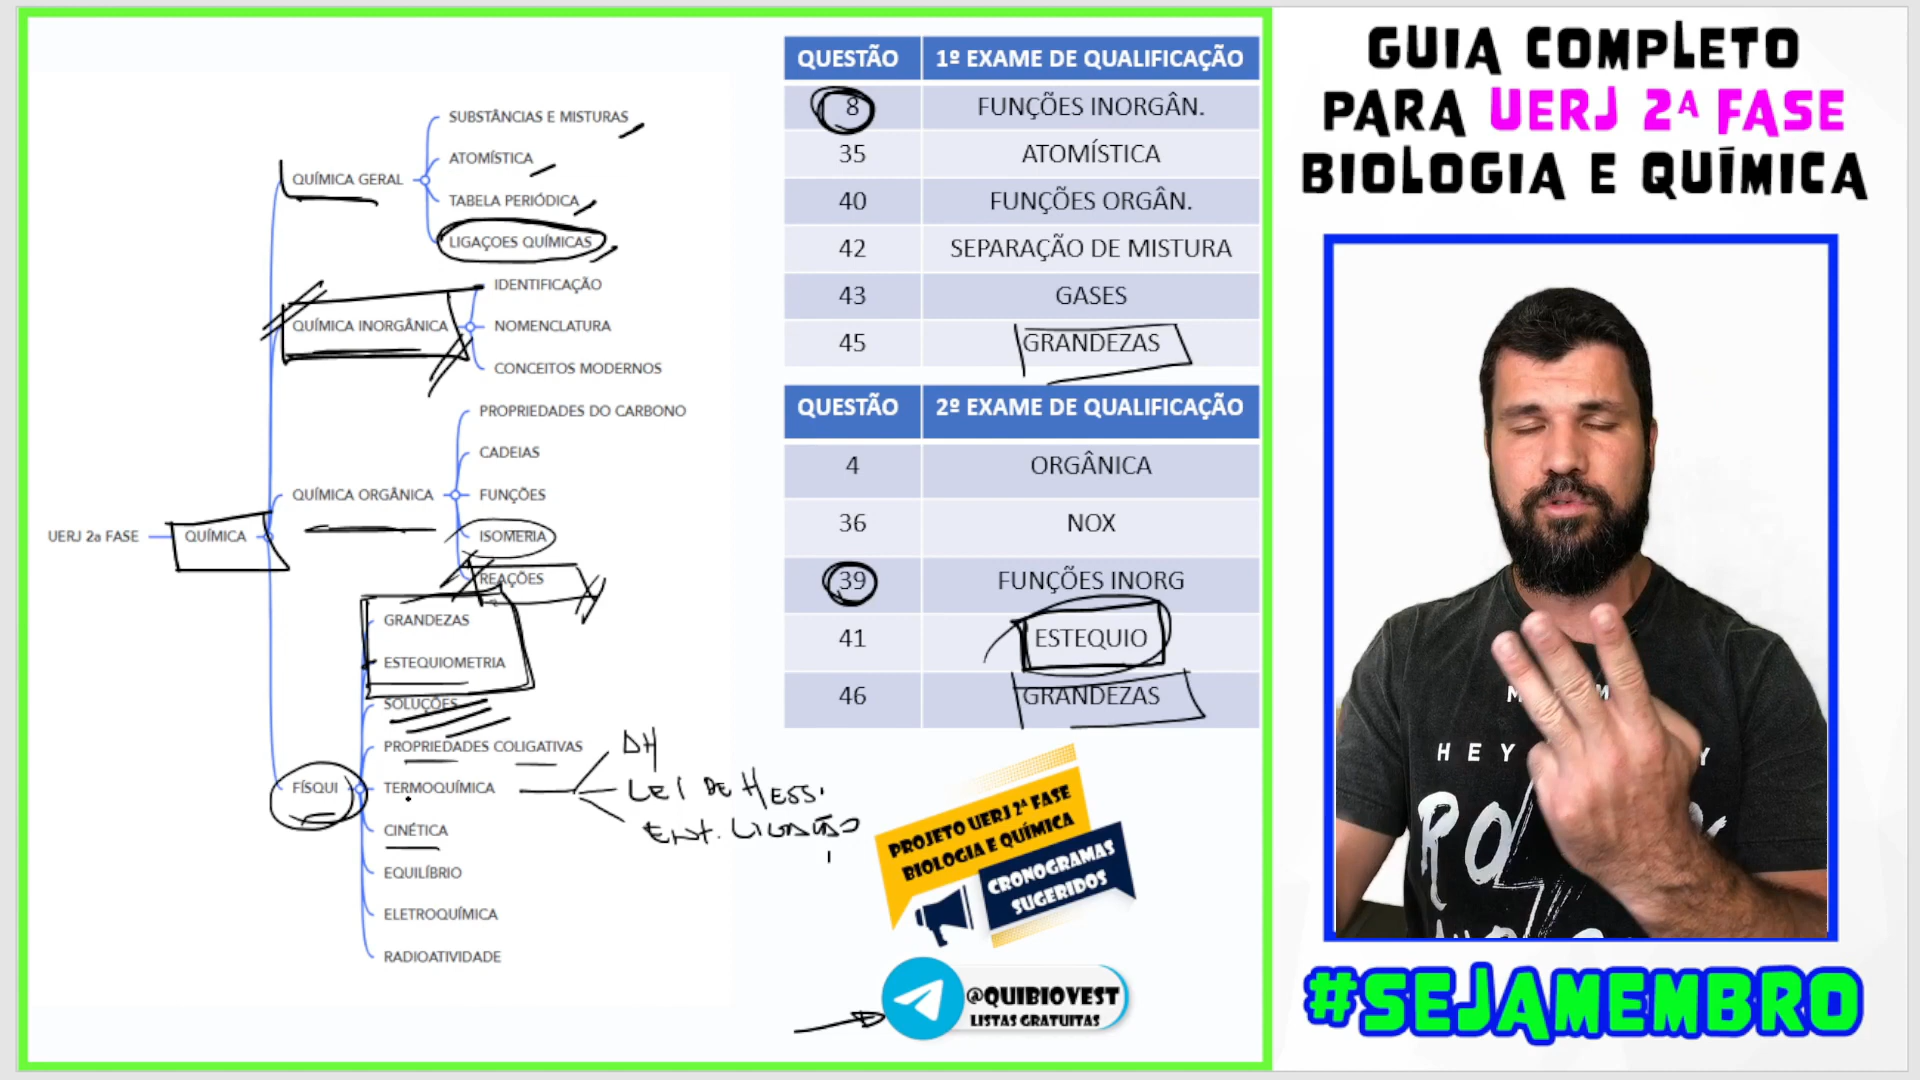 UERJ 2a FASE
QUÍMICA
QUÍMICA GERAL
SUBSTÂNCIAS E MISTURAS
ATOMÍSTICA
TABELA PERIÓDICA
LIGAÇOES QUÍMICAS
QUÍMICA INORGÂNICA
IDENTIFICAÇÃO
NOMENCLATURA
CONCEITOS MODERNOS
QUÍMICA ORGÂNICA
PROPRIEDADES DO CARBONO
CADEIAS
FUNÇÕES
ISOMERIA
REAÇÕES
FÍSQUI
GRANDEZAS
ESTEQUIOMETRIA
SOLUÇÕES
PROPRIEDADES COLIGATIVAS
TERMOQUÍMICA
CINÉTICA
EQUILÍBRIO
ELETROQUÍMICA
RADIOATIVIDADE
LEI DE HESS
LIGAÇÃO
QUESTÃO 1º EXAME DE QUALIFICAÇÃO
8 FUNÇÕES INORGÂN.
35 ATOMÍSTICA
40 FUNÇÕES ORGÂN.
42 SEPARAÇÃO DE MISTURA
43 GASES
45 GRANDEZAS
QUESTÃO 2º EXAME DE QUALIFICAÇÃO
4 ORGÂNICA
36 NOX
39 FUNÇÕES INORG
41 ESTEQUIO
46 GRANDEZAS
PROJETO UERJ 2ª FASE
BIOLOGIA E QUÍMICA
CRONOGRAMAS
SUGERIDOS
@QUIBIOVEST
LISTAS GRATUITAS
GUIA COMPLETO
PARA UERJ 2ª FASE
BIOLOGIA E QUÍMICA
HEY
RO
#SEJAMEMBRO